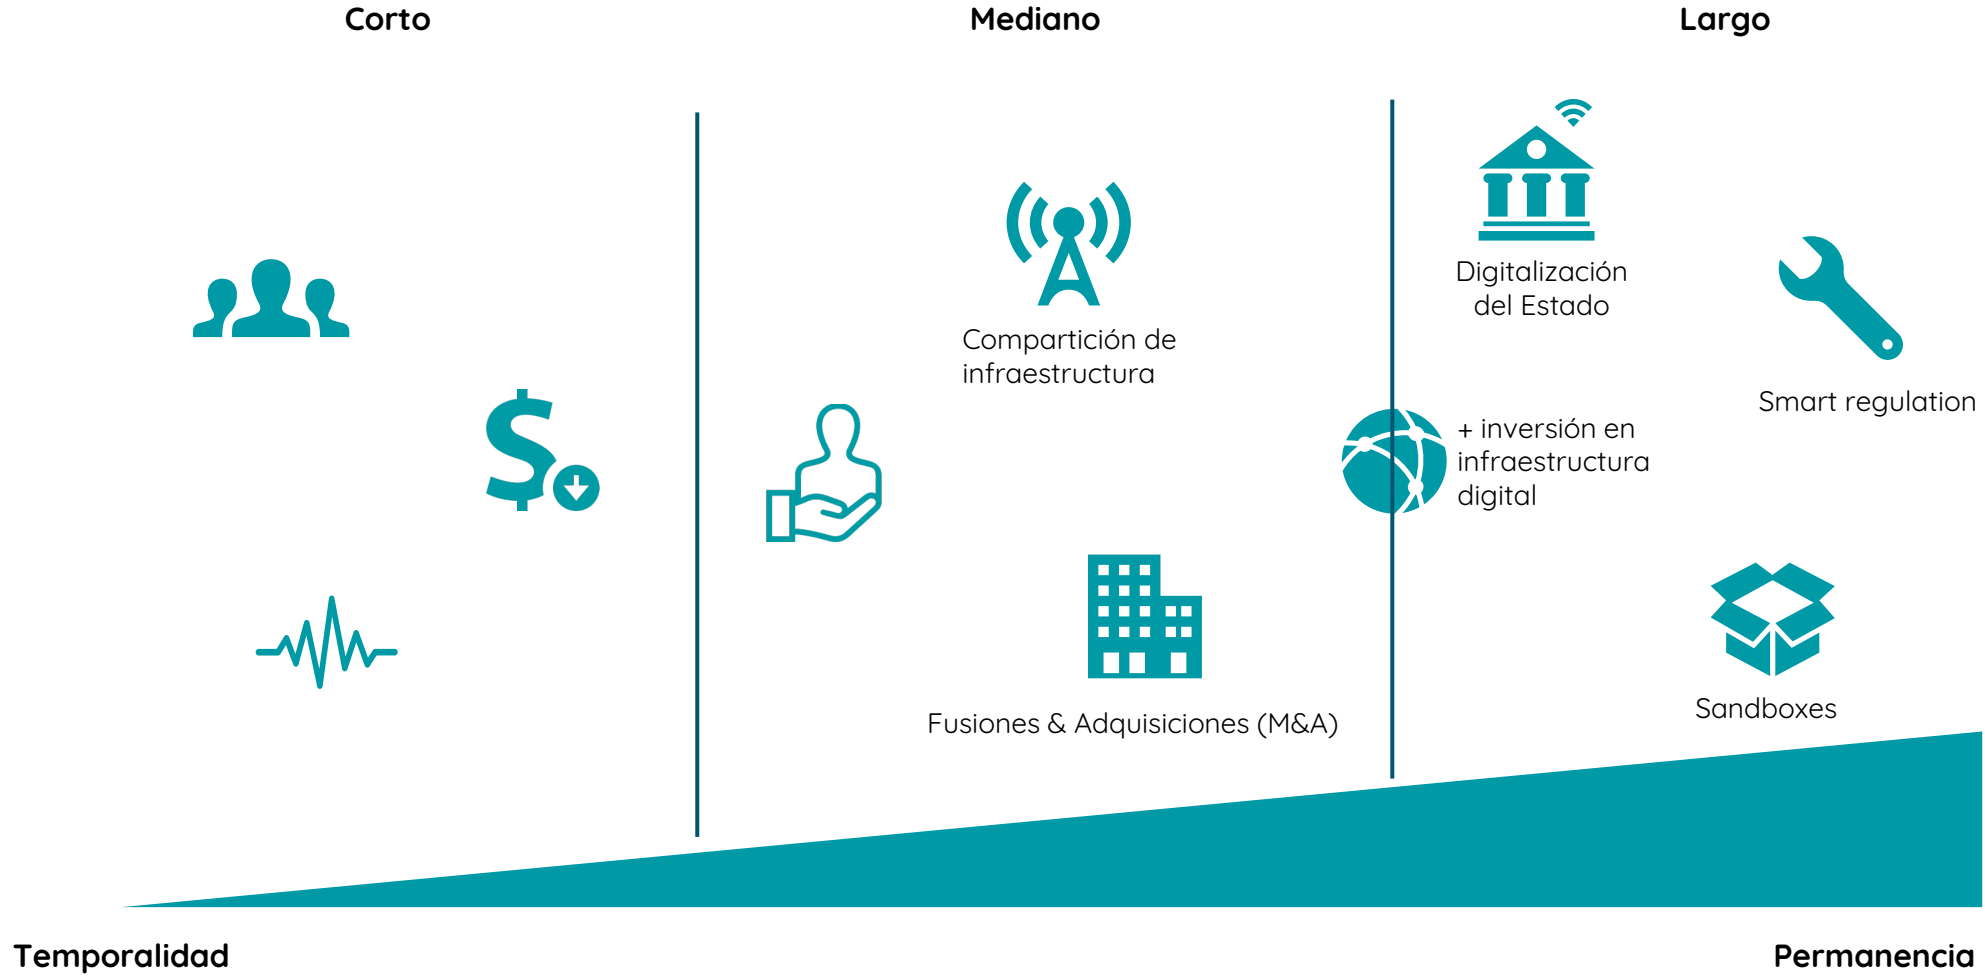 Corto
Mediano
Largo
Compartición de
infraestructura
Fusiones & Adquisiciones (M&A)
Digitalización
del Estado
Smart regulation
+ inversión en
infraestructura
digital
Sandboxes
Temporalidad
Permanencia